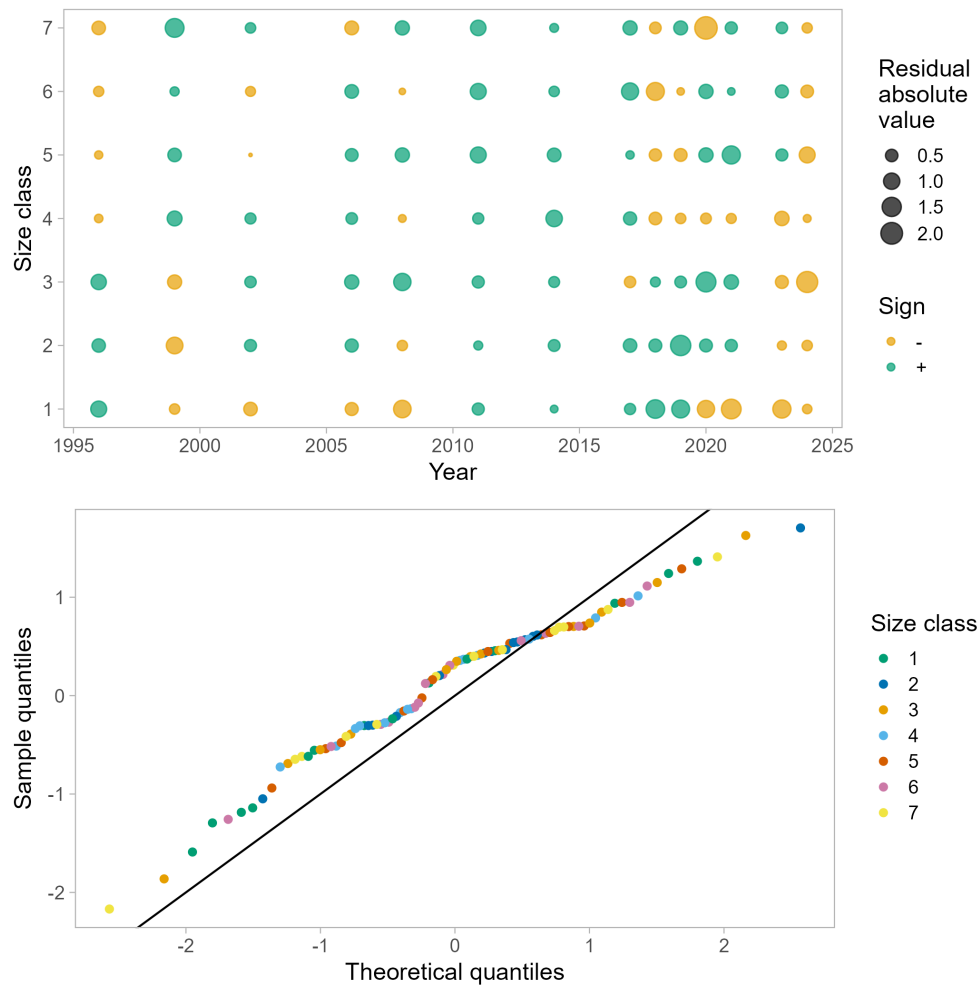 7
6
5
4
3
2
1
Size class
1995 2000 2005 2010 2015 2020 2025
Year
Residual
absolute
value
0.5
1.0
1.5
2.0
Sign
-
+
1
0
-1
-2
Sample quantiles
-2 -1 0 1 2
Theoretical quantiles
Size class
1
2
3
4
5
6
7